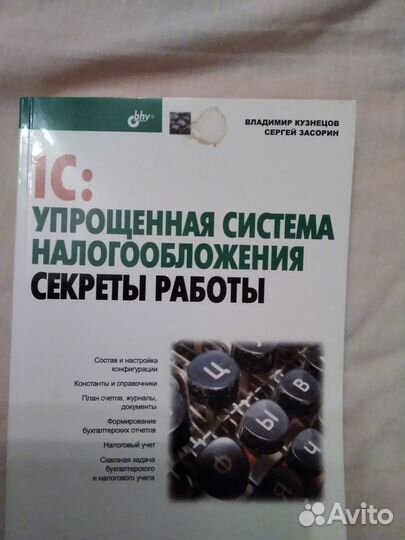 bhv®
ВЛАДИМИР КУЗНЕЦОВ
СЕРГЕЙ ЗАСОРИН
1С:
УПРОЩЕННАЯ СИСТЕМА
НАЛОГООБЛОЖЕНИЯ
СЕКРЕТЫ РАБОТЫ
Состав и настройка
конфигурации
Константы и справочники
План счетов, журналы,
документы
Формирование
бухгалтерских отчетов
Налоговый учет
Сквозная задача
бухгалтерского
и налогового учета
Ц
У
В
Ы
Ф
Ч
Я
Avito